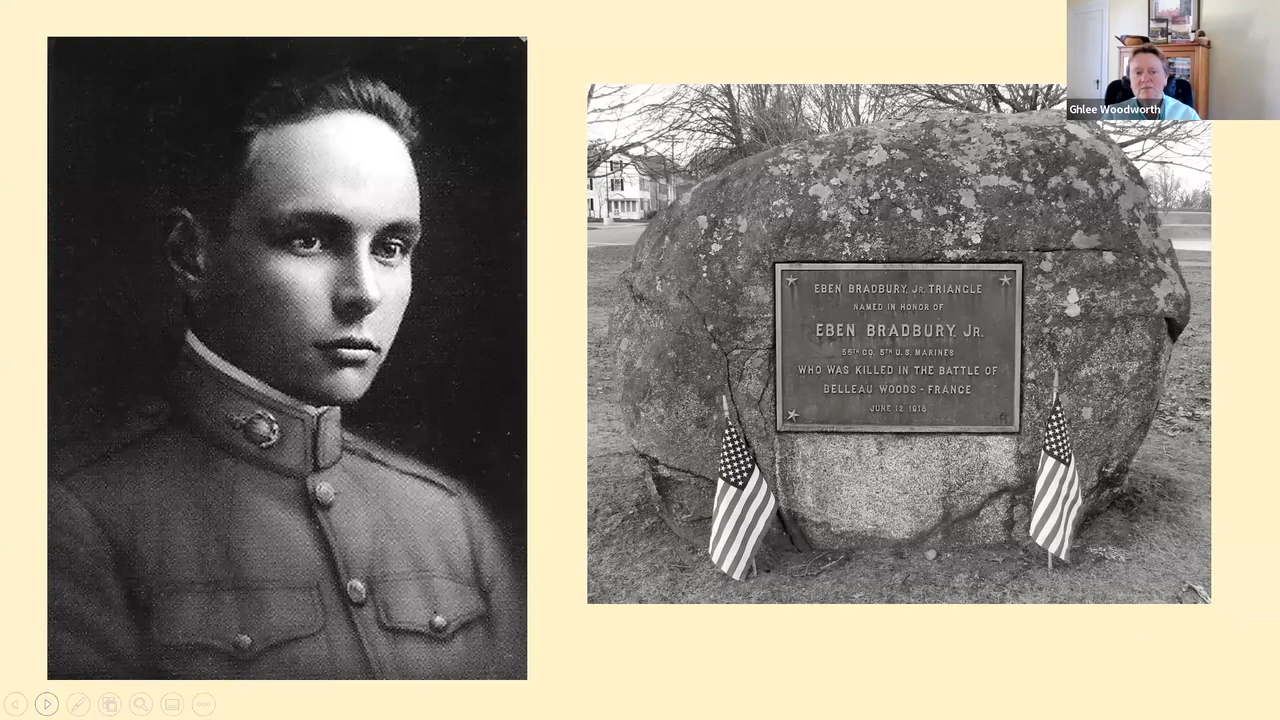 Ghlee Woodworth
EBEN BRADBURY, JR. TRIANGLE
NAMED IN HONOR OF
EBEN BRADBURY, JR.
55TH CO. 5TH U.S. MARINES
WHO WAS KILLED IN THE BATTLE OF
BELLEAU WOODS - FRANCE
JUNE 12 1918